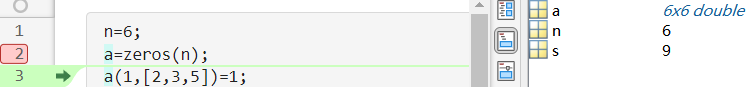 1 n=6; a 6x6 double
2 a=zeros(n); n 6
3 a(1,[2,3,5])=1; s 9